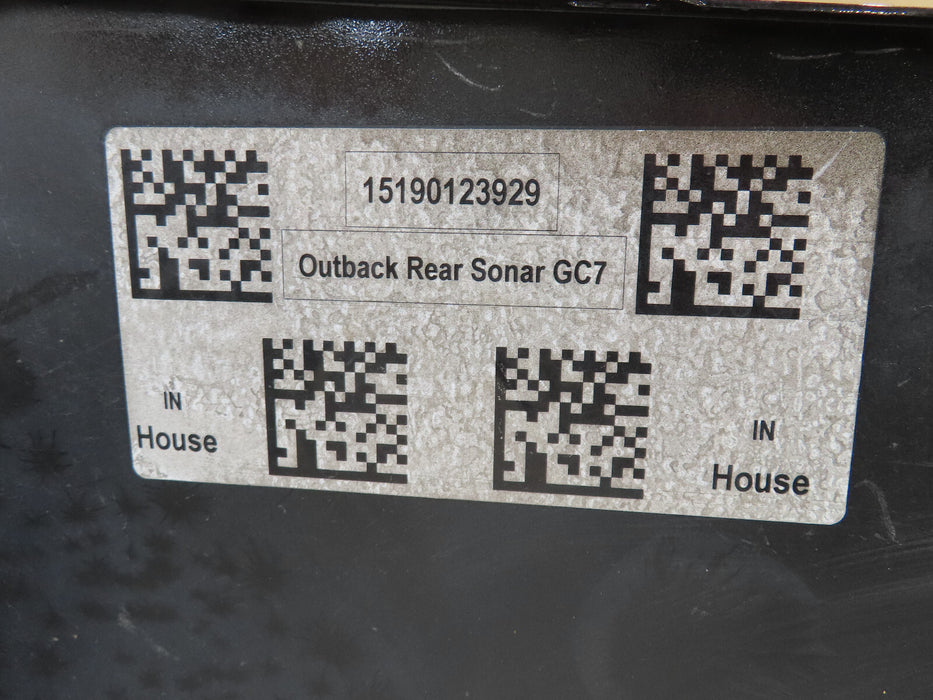 15190123929
Outback Rear Sonar GC7
IN
House
IN
House